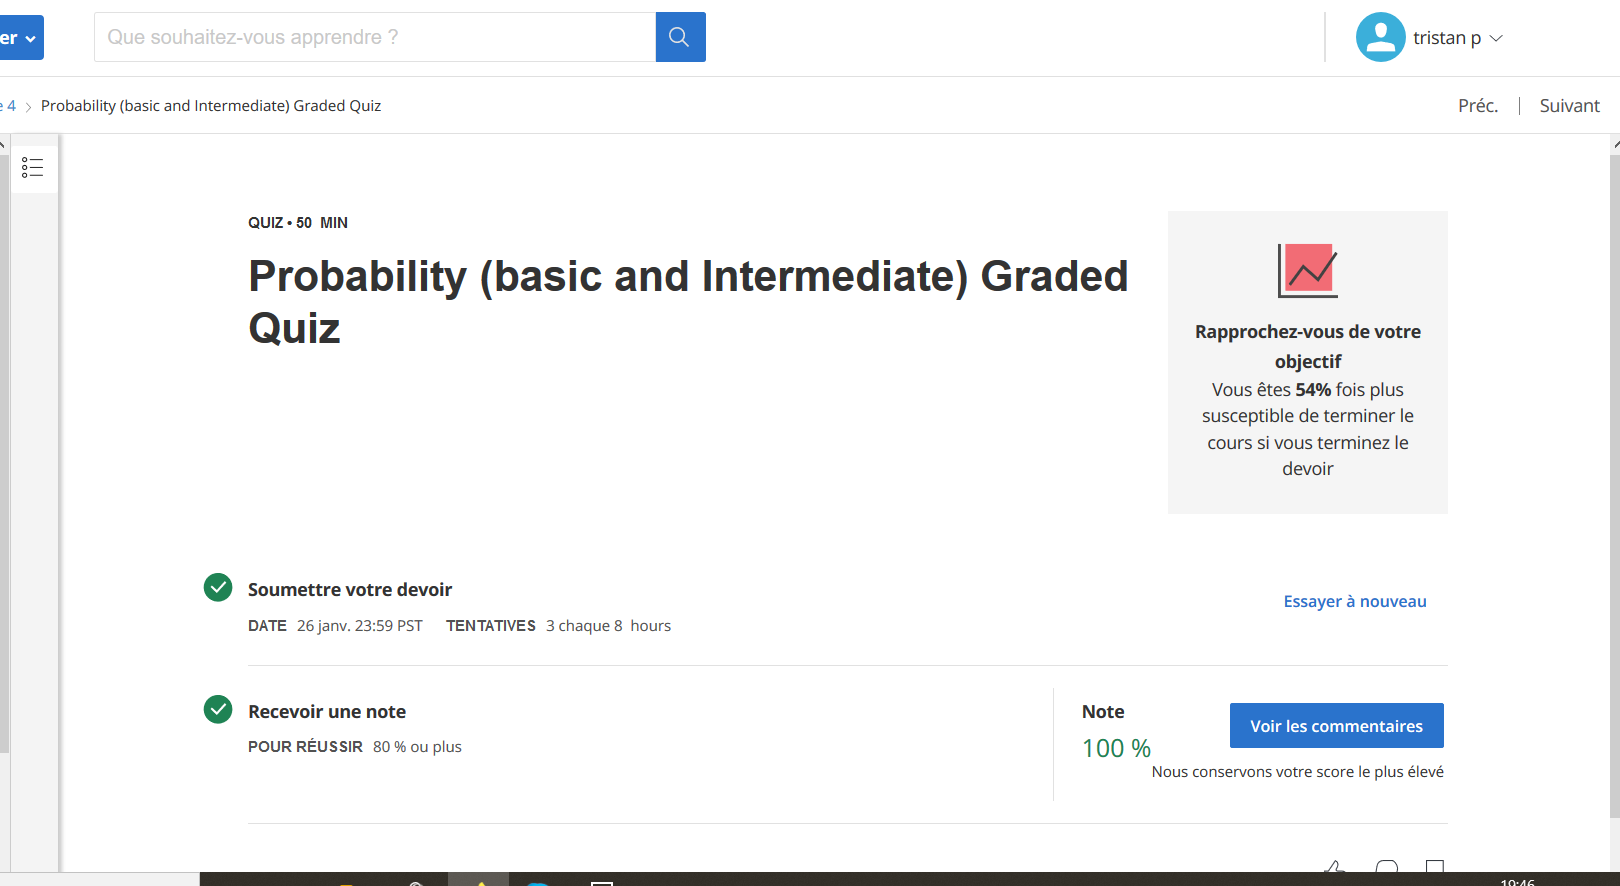 er
Que souhaitez-vous apprendre ?
tristan p
e 4 > Probability (basic and Intermediate) Graded Quiz
Préc. | Suivant
QUIZ • 50 MIN
Probability (basic and Intermediate) Graded
Quiz
Rapprochez-vous de votre
objectif
Vous êtes 54% fois plus
susceptible de terminer le
cours si vous terminez le
devoir
Soumettre votre devoir
Essayer à nouveau
DATE 26 janv. 23:59 PST TENTATIVES 3 chaque 8 hours
Recevoir une note
POUR RÉUSSIR 80 % ou plus
Note
100 %
Voir les commentaires
Nous conservons votre score le plus élevé
19:46